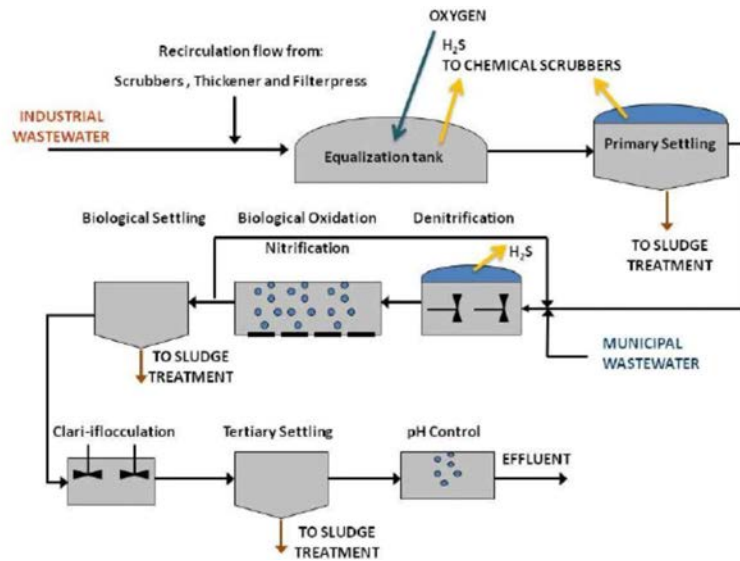 OXYGEN
Recirculation flow from:
H₂S
TO CHEMICAL SCRUBBERS
Scrubbers , Thickener and Filterpress
INDUSTRIAL
WASTEWATER
Equalization tank
Primary Settling
TO SLUDGE
TREATMENT
Biological Settling
Biological Oxidation
Nitrification
Denitrification
H₂S
MUNICIPAL
WASTEWATER
TO SLUDGE
TREATMENT
Clari-iflocculation
Tertiary Settling
pH Control
EFFLUENT
TO SLUDGE
TREATMENT